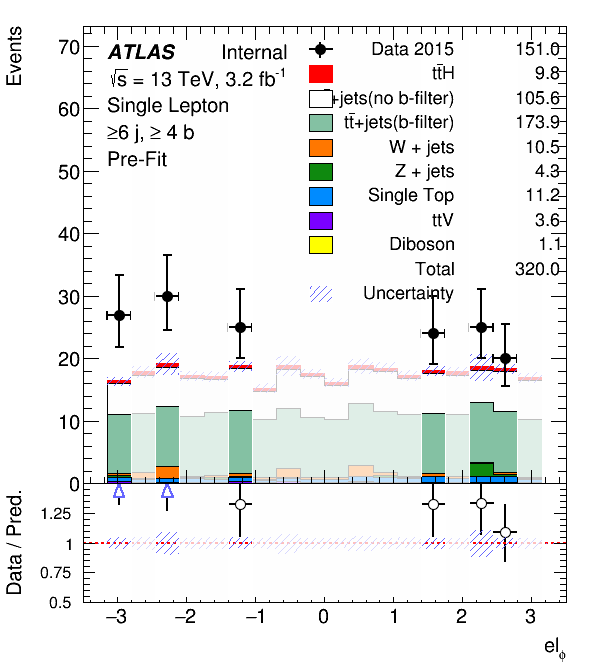 Events
70
60
50
40
30
20
10
0
ATLAS Internal
√s = 13 TeV, 3.2 fb⁻¹
Single Lepton
≥6 j, ≥ 4 b
Pre-Fit
Data 2015 151.0
tt̄H 9.8
+jets(no b-filter) 105.6
tt̄+jets(b-filter) 173.9
W + jets 10.5
Z + jets 4.3
Single Top 11.2
ttV 3.6
Diboson 1.1
Total 320.0
Uncertainty
Data / Pred.
1.25
1
0.75
0.5
−3 −2 −1 0 1 2 3
el_ϕ